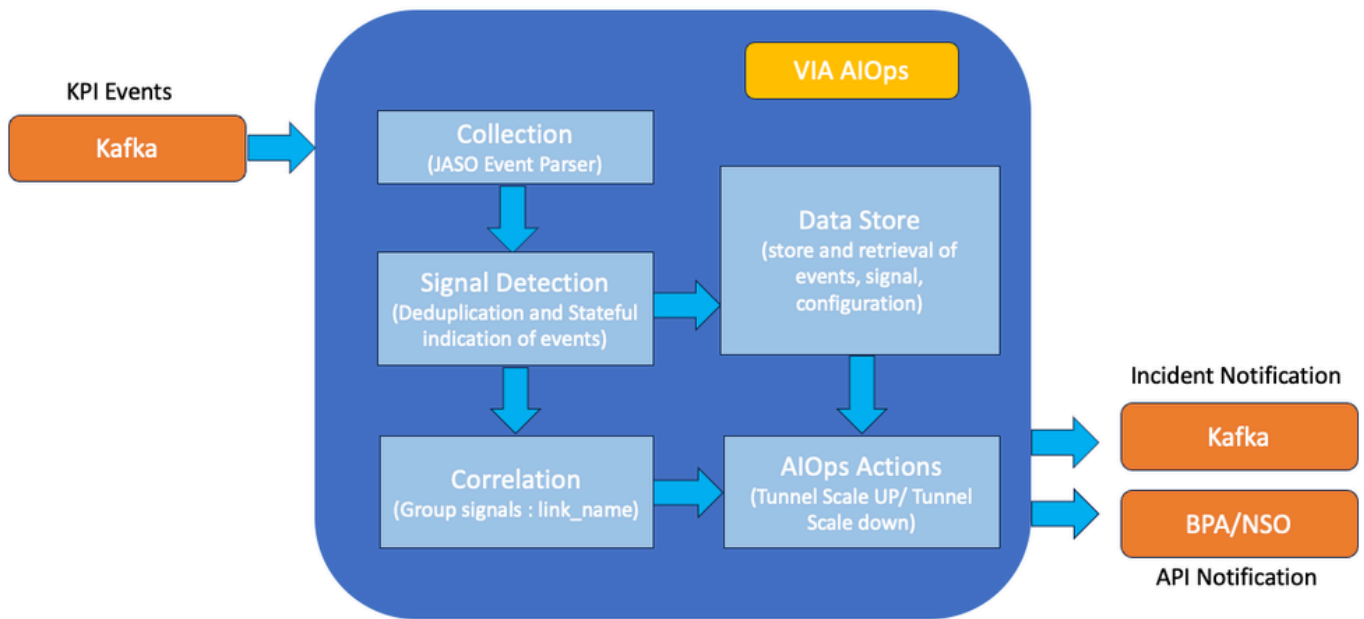 VIA AIOps
KPI Events
Kafka
Collection
(JASO Event Parser)
Signal Detection
(Deduplication and Stateful
indication of events)
Data Store
(store and retrieval of
events, signal,
configuration)
Correlation
(Group signals : link_name)
AIOps Actions
(Tunnel Scale UP/ Tunnel
Scale down)
Incident Notification
Kafka
BPA/NSO
API Notification